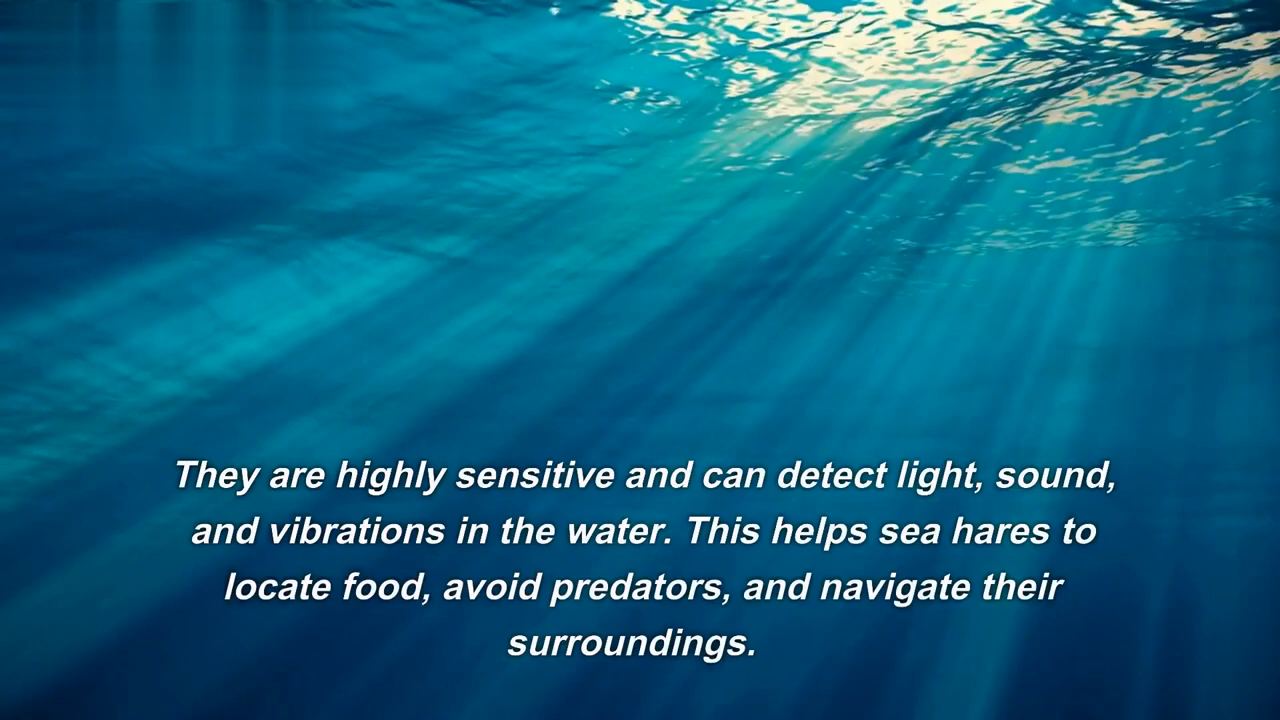 They are highly sensitive and can detect light, sound,
and vibrations in the water. This helps sea hares to
locate food, avoid predators, and navigate their
surroundings.